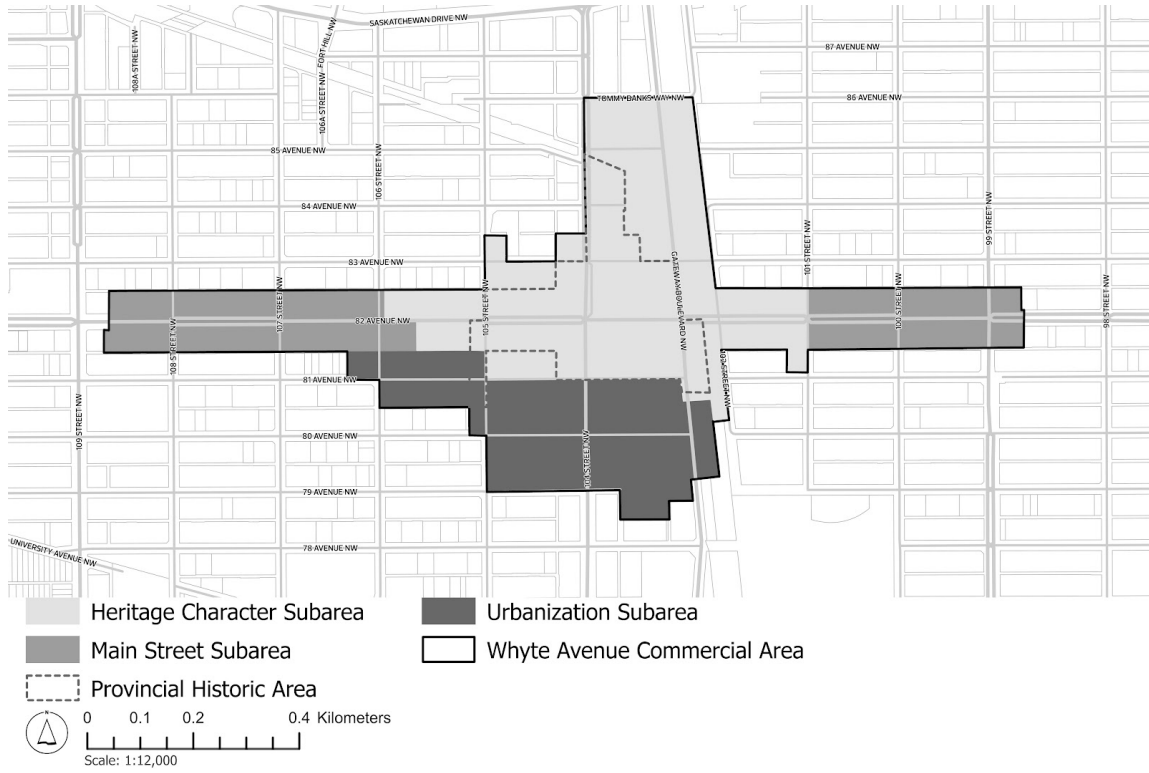 SASKATCHEWAN DRIVE NW
108A STREET NW
FORT HILL NW
87 AVENUE NW
106A STREET NW
TOMMY BANKS WAY NW
86 AVENUE NW
85 AVENUE NW
106 STREET NW
84 AVENUE NW
99 STREET NW
101 STREET NW
83 AVENUE NW
GATEWAY BOULEVARD NW
105 STREET NW
107 STREET NW
82 AVENUE NW
100 STREET NW
98 STREET NW
108 STREET NW
81 AVENUE NW
STREET NW
109 STREET NW
80 AVENUE NW
STREET NW
79 AVENUE NW
UNIVERSITY AVENUE NW
78 AVENUE NW
Heritage Character Subarea
Urbanization Subarea
Main Street Subarea
Whyte Avenue Commercial Area
Provincial Historic Area
N
0 0.1 0.2 0.4 Kilometers
Scale: 1:12,000